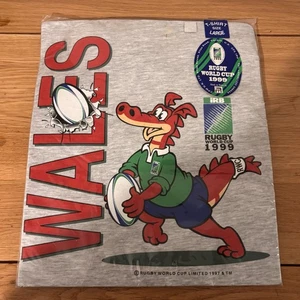 WALES
T-SHIRT
SIZE
LARGE
RUGBY
WORLD CUP
1999
IRB
RUGBY
WORLD CUP
1999
© RUGBY WORLD CUP LIMITED 1997 & TM